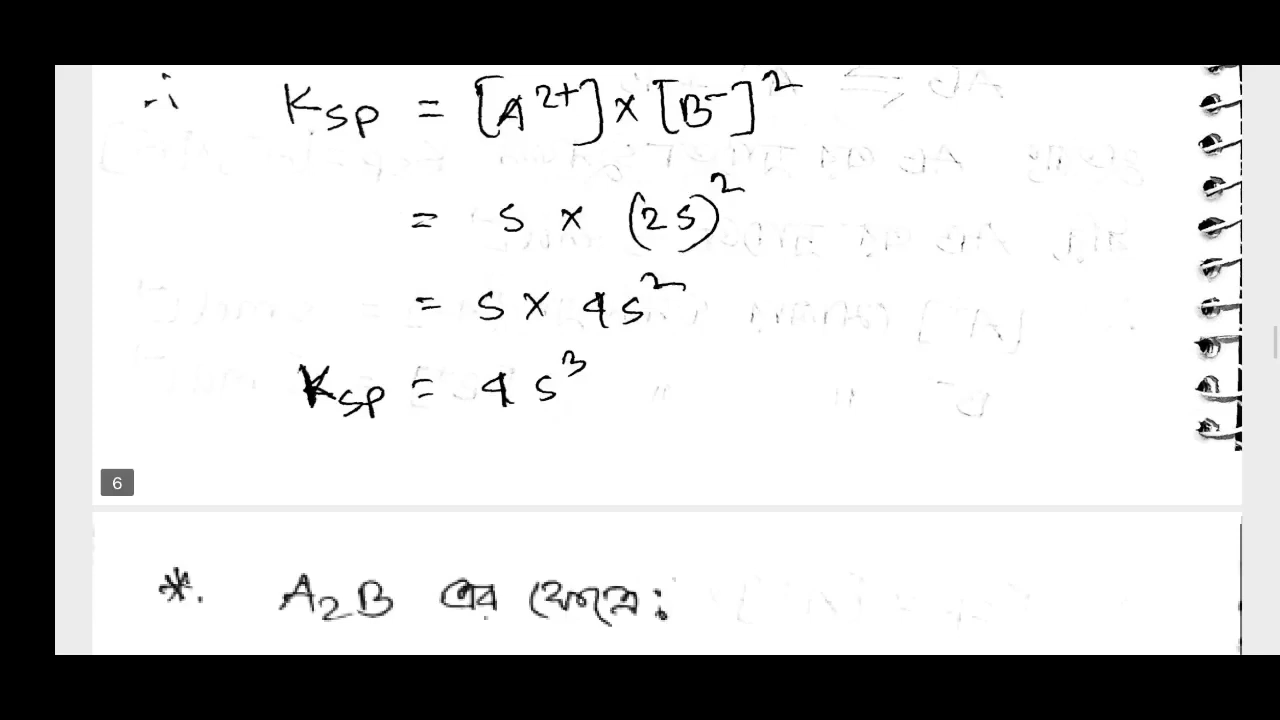 ∴ Ksp = [A²⁺] × [B⁻]²
= s × (2s)²
= s × 4s²
Ksp = 4s³
6
*. A₂B এর ক্ষেত্রে: